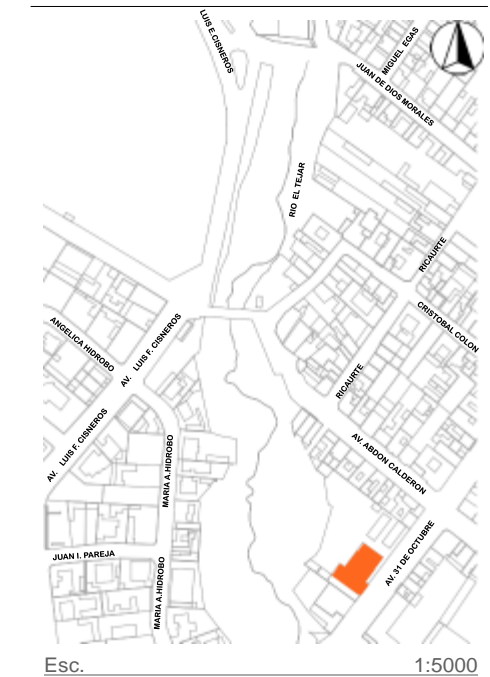 LUIS E.CISNEROS
MIGUEL EGAS
JUAN DE DIOS MORALES
RIO EL TEJAR
RICAURTE
CRISTOBAL COLON
ANGELICA HIDROBO
AV. LUIS F. CISNEROS
RICAURTE
AV. LUIS F. CISNEROS
MARIA A.HIDROBO
AV. ABDON CALDERON
JUAN I. PAREJA
MARIA A.HIDROBO
AV. 31 DE OCTUBRE
Esc. 1:5000